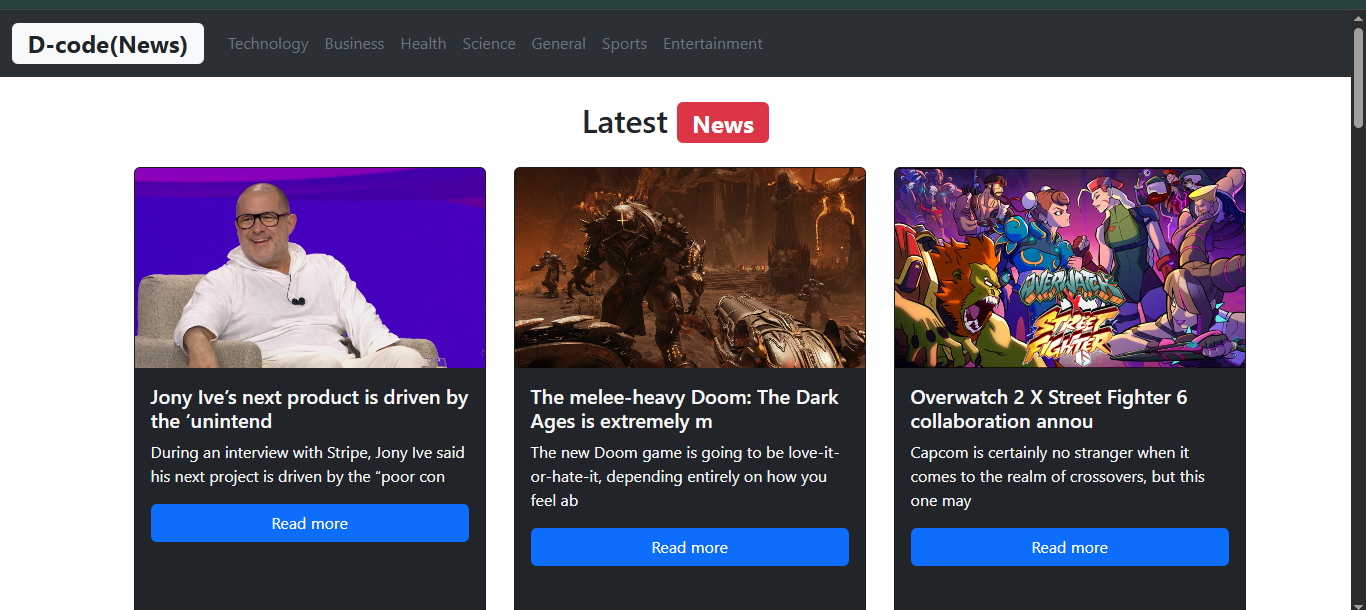 D-code(News)
Technology Business Health Science General Sports Entertainment
Latest News
OVERWATCH
X
STREET
FIGHTER
6
Jony Ive’s next product is driven by
the ‘unintend
During an interview with Stripe, Jony Ive said
his next project is driven by the “poor con
Read more
The melee-heavy Doom: The Dark
Ages is extremely m
The new Doom game is going to be love-it-
or-hate-it, depending entirely on how you
feel ab
Read more
Overwatch 2 X Street Fighter 6
collaboration annou
Capcom is certainly no stranger when it
comes to the realm of crossovers, but this
one may
Read more